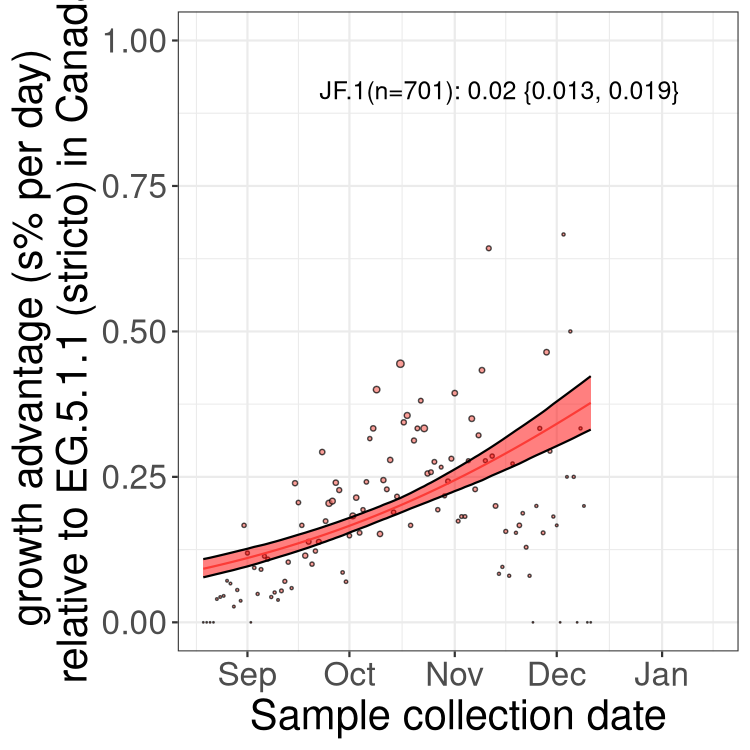 growth advantage (s% per day)
relative to EG.5.1.1 (stricto) in Canada
1.00
0.75
0.50
0.25
0.00
JF.1(n=701): 0.02 {0.013, 0.019}
Sep Oct Nov Dec Jan
Sample collection date